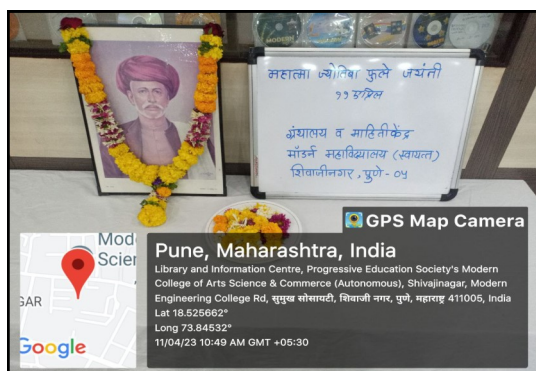 महात्मा ज्योतिबा फुले जयंती
११ एप्रिल
ग्रंथालय व माहितीकेंद्र
मॉडर्न महाविद्यालय (स्वायत्त)
शिवाजीनगर, पुणे - ०५
GPS Map Camera
Mod
Scien
GAR
Google
Pune, Maharashtra, India
Library and Information Centre, Progressive Education Society's Modern
College of Arts Science & Commerce (Autonomous), Shivajinagar, Modern
Engineering College Rd, सुमुख सोसायटी, शिवाजी नगर, पुणे, महाराष्ट्र 411005, India
Lat 18.525662°
Long 73.84532°
11/04/23 10:49 AM GMT +05:30